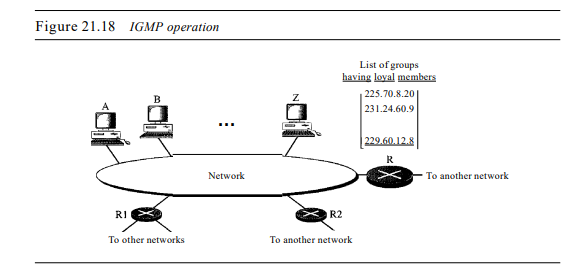 Figure 21.18 IGMP operation
List of groups
having loyal members
225.70.8.20
231.24.60.9
229.60.12.8
A
B
...
Z
Network
R
To another network
R1
R2
To other networks
To another network